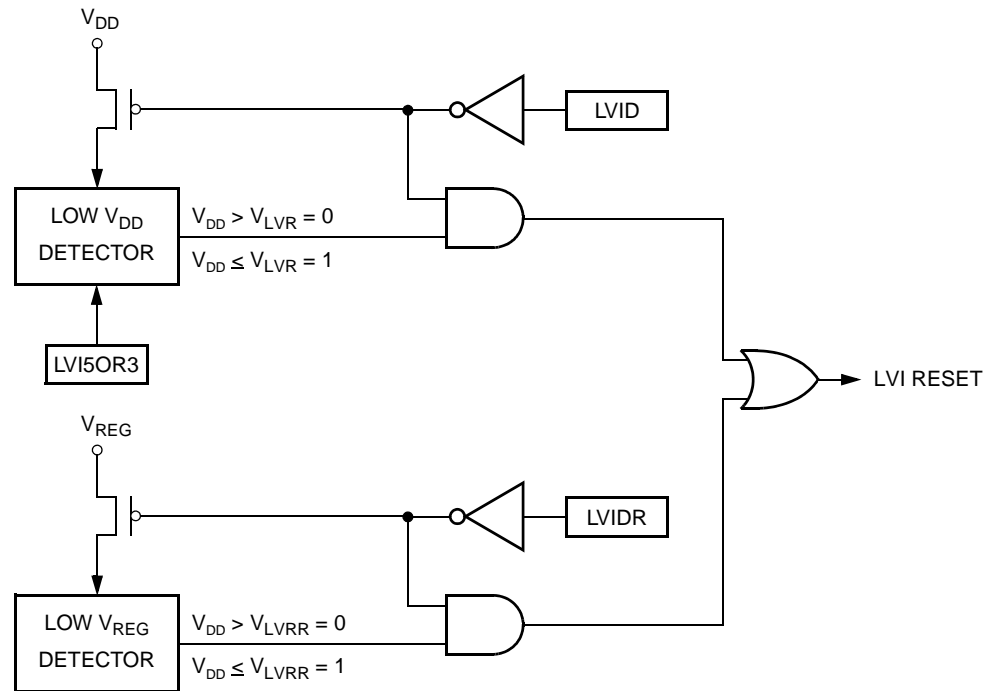 VDD
LVID
LOW VDD
DETECTOR
VDD > VLVR = 0
VDD ≤ VLVR = 1
LVI5OR3
LVI RESET
VREG
LVIDR
LOW VREG
DETECTOR
VDD > VLVRR = 0
VDD ≤ VLVRR = 1